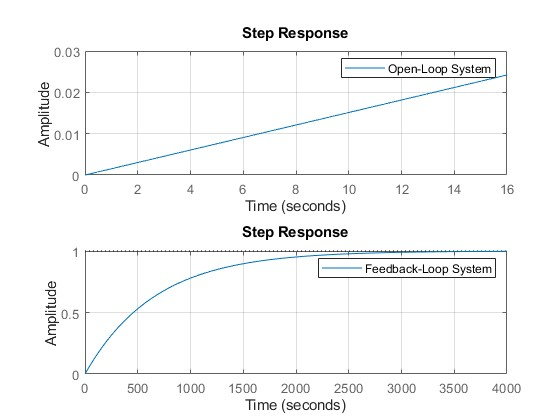 Step Response
0.03
0.02
0.01
0
Amplitude
Open-Loop System
0 2 4 6 8 10 12 14 16
Time (seconds)
Step Response
1
0.5
0
Amplitude
Feedback-Loop System
0 500 1000 1500 2000 2500 3000 3500 4000
Time (seconds)